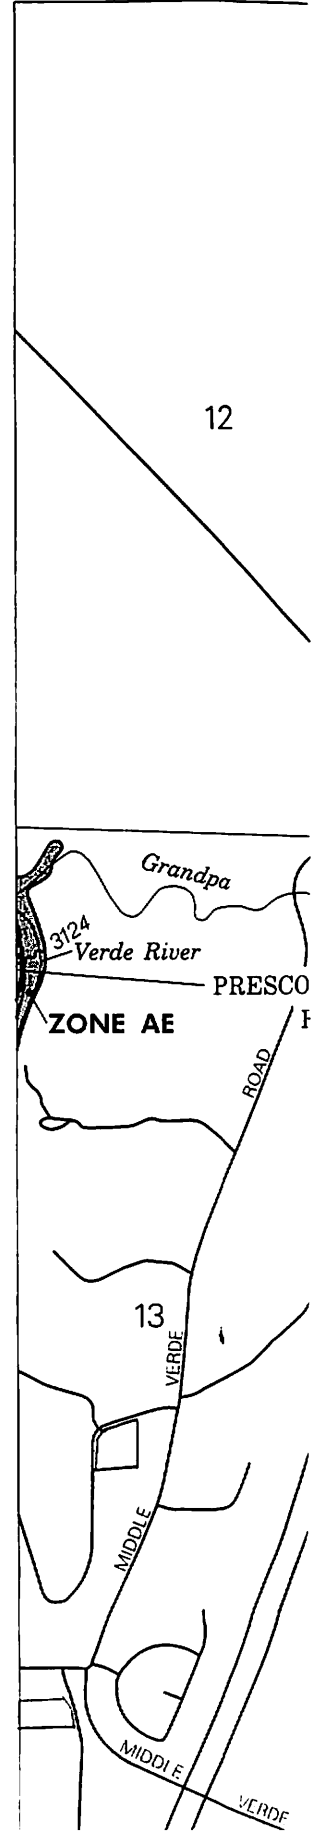 12
Grandpa
3124
Verde River
PRESCO
ZONE AE
ROAD
13
VERDE
MIDDLE
MIDDLE
VERDE